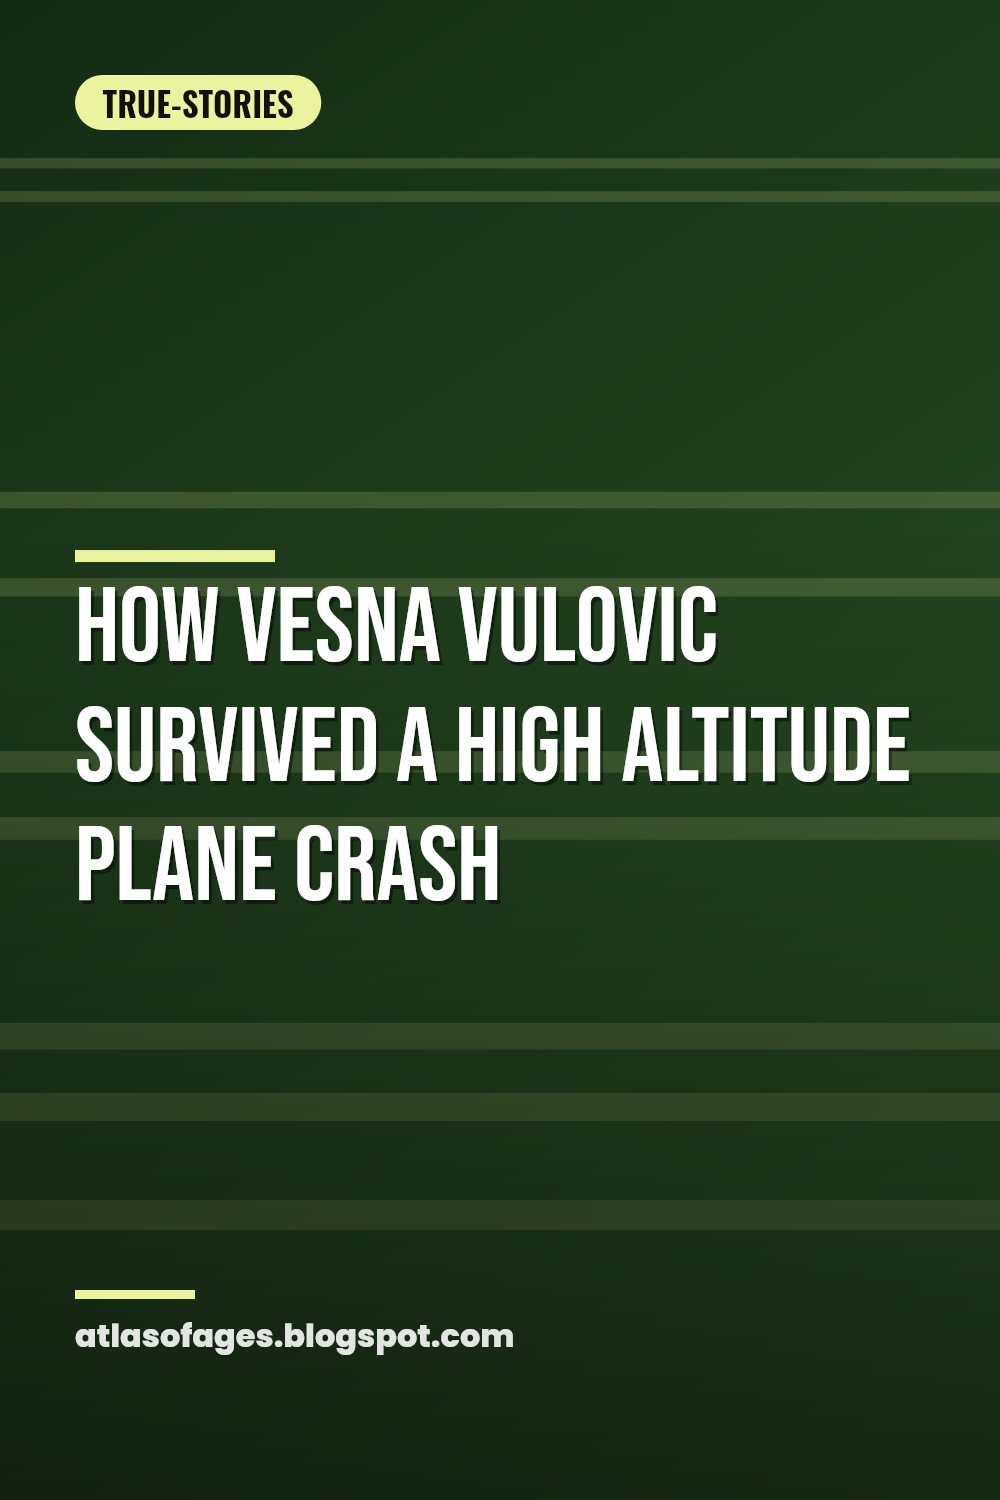 TRUE-STORIES
HOW VESNA VULOVIC
SURVIVED A HIGH ALTITUDE
PLANE CRASH
atlasofages.blogspot.com